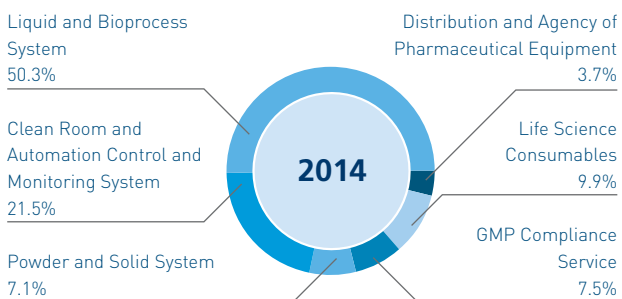 Liquid and Bioprocess
System
50.3%
Clean Room and
Automation Control and
Monitoring System
21.5%
Powder and Solid System
7.1%
2014
Distribution and Agency of
Pharmaceutical Equipment
3.7%
Life Science
Consumables
9.9%
GMP Compliance
Service
7.5%